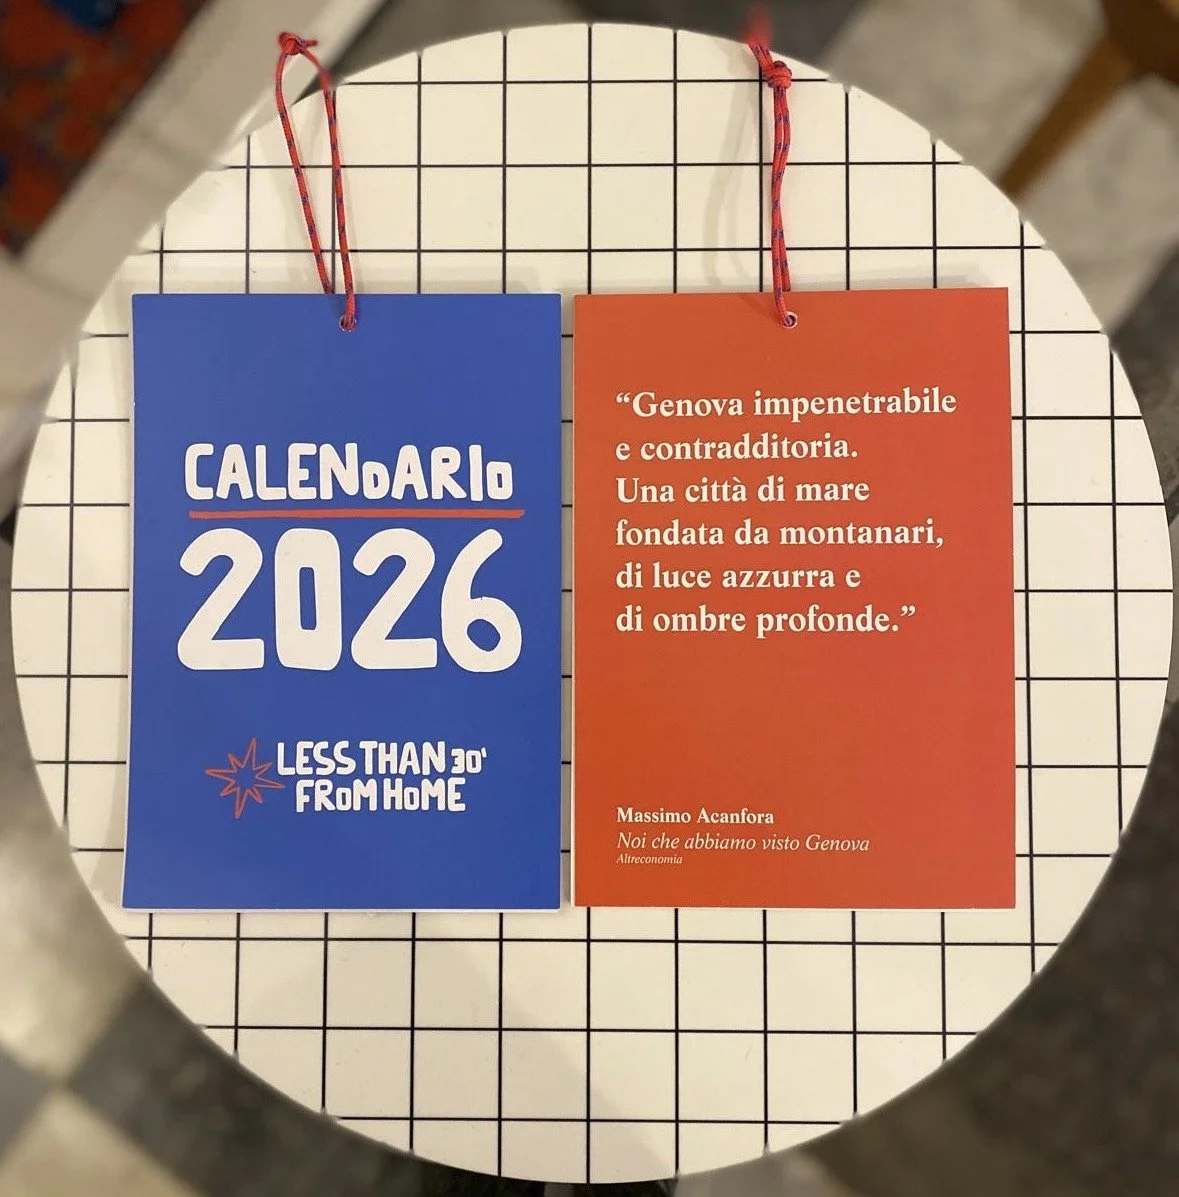 CALENDARIO
2026
LESS THAN 30'
FROM HOME
“Genova impenetrabile
e contradditoria.
Una città di mare
fondata da montanari,
di luce azzurra e
di ombre profonde.”
Massimo Acanfora
Noi che abbiamo visto Genova
Altreconomia